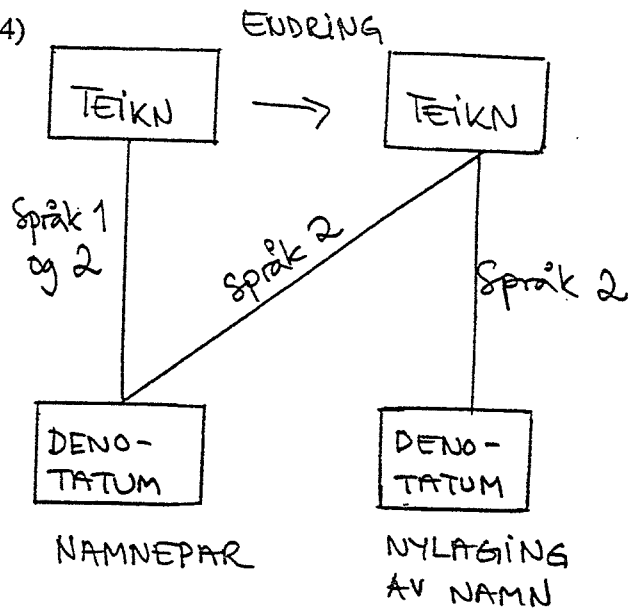 4)
ENDRING
TEIKN
TEIKN
Språk 1
og 2
Språk 2
Språk 2
DENO-
TATUM
DENO-
TATUM
NAMNEPAR
NYLAGING
AV NAMN